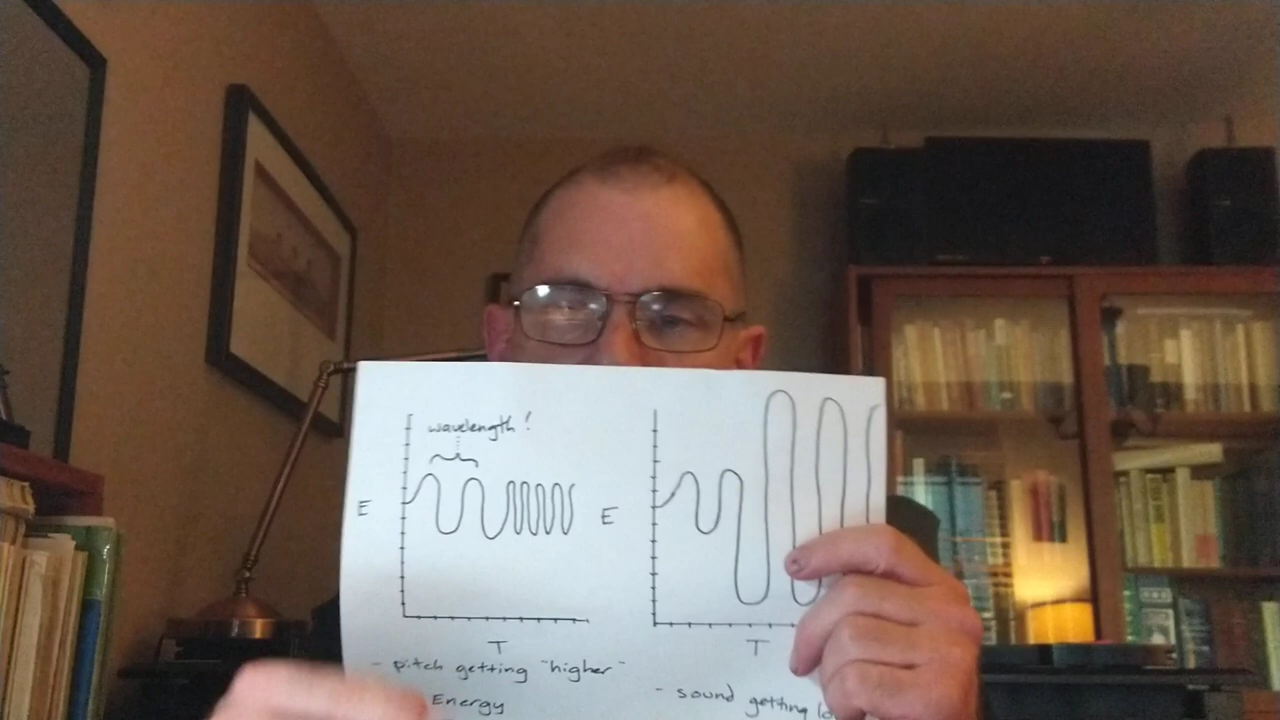 wavelength!
E
T
- pitch getting "higher"
Energy
E
T
- sound getting